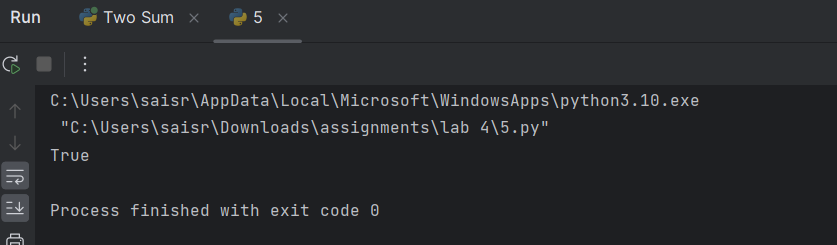 Run Two Sum 5
C:\Users\saisr\AppData\Local\Microsoft\WindowsApps\python3.10.exe
"C:\Users\saisr\Downloads\assignments\lab 4\5.py"
True
Process finished with exit code 0